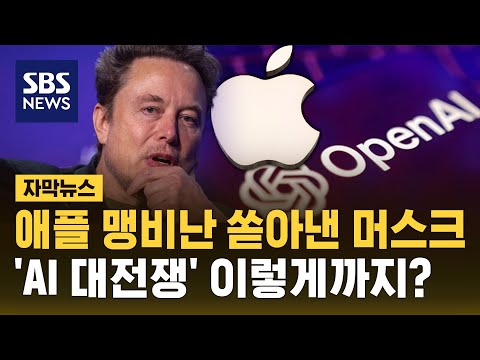 SBS
NEWS
OpenAI
자막뉴스
애플 맹비난 쏟아낸 머스크
'AI 대전쟁' 이렇게까지?